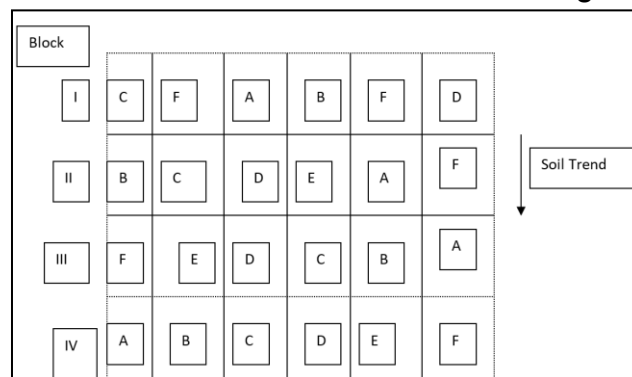 Block
I C F A B F D
II B C D E A F
Soil Trend
III F E D C B A
IV A B C D E F